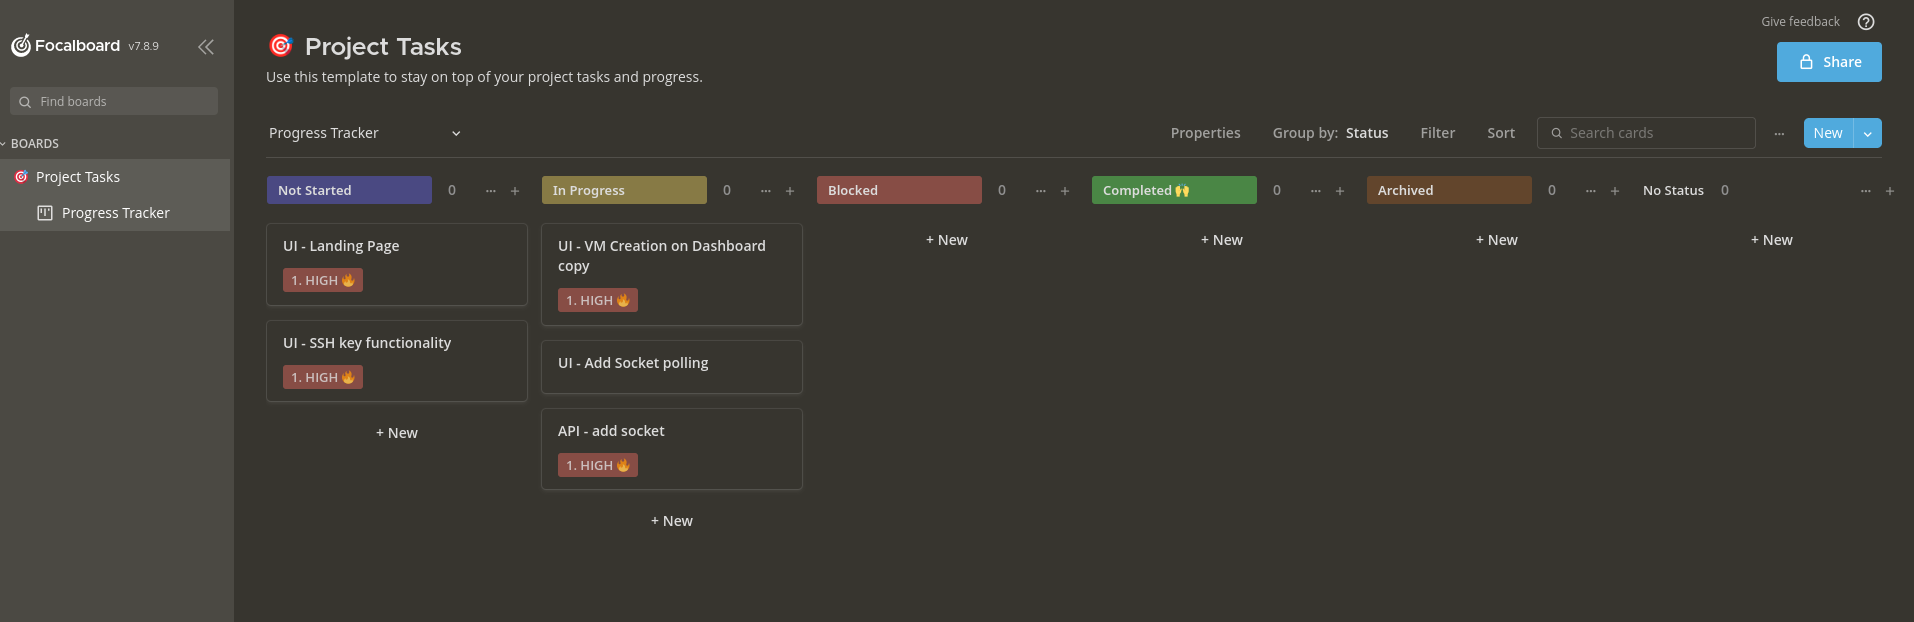 Focalboard v7.8.9
Find boards
BOARDS
Project Tasks
Progress Tracker
Give feedback
Project Tasks
Use this template to stay on top of your project tasks and progress.
Share
Progress Tracker
Properties Group by: Status Filter Sort Search cards ... New
Not Started 0 ... +
In Progress 0 ... +
Blocked 0 ... +
Completed 🙌 0 ... +
Archived 0 ... +
No Status 0 ... +
UI - Landing Page
1. HIGH 🔥
UI - SSH key functionality
1. HIGH 🔥
+ New
UI - VM Creation on Dashboard
copy
1. HIGH 🔥
UI - Add Socket polling
API - add socket
1. HIGH 🔥
+ New
+ New
+ New
+ New
+ New